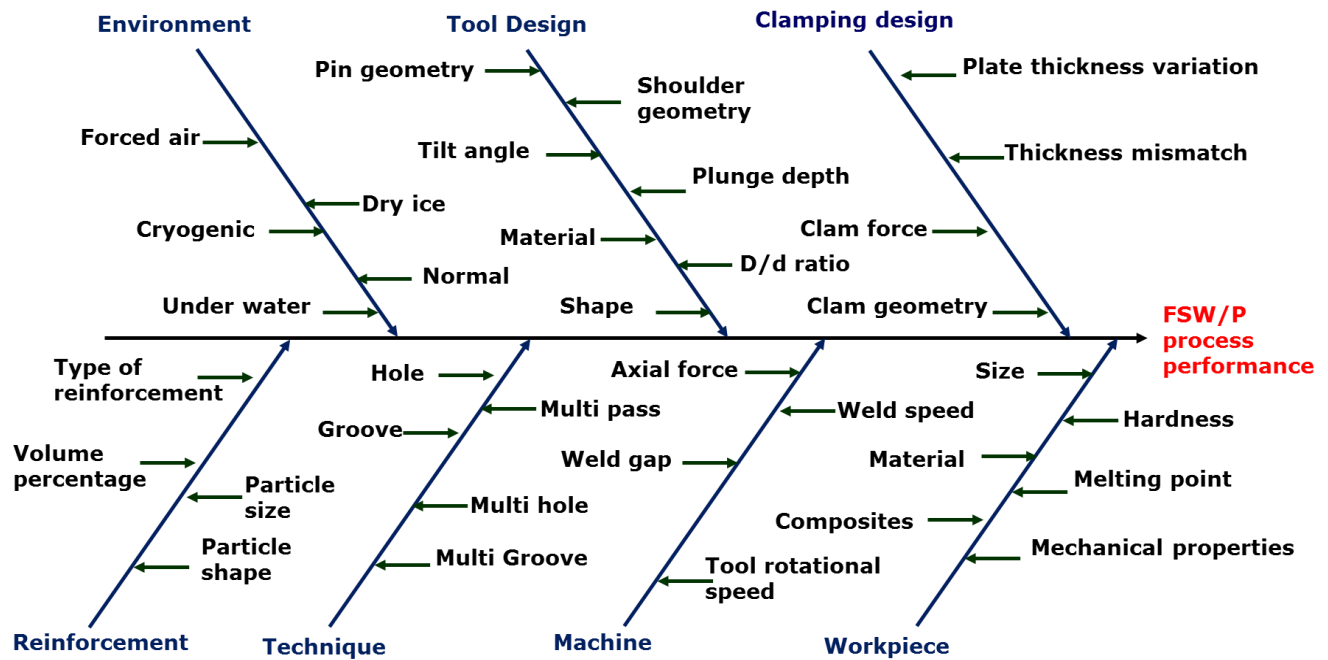 Environment
Tool Design
Clamping design
Pin geometry
Shoulder
geometry
Plate thickness variation
Forced air
Tilt angle
Thickness mismatch
Plunge depth
Dry ice
Cryogenic
Material
Clam force
D/d ratio
Normal
Under water
Shape
Clam geometry
FSW/P
process
performance
Type of
reinforcement
Hole
Axial force
Size
Multi pass
Weld speed
Hardness
Groove
Volume
percentage
Weld gap
Material
Particle
size
Melting point
Multi hole
Composites
Particle
shape
Multi Groove
Tool rotational
speed
Mechanical properties
Reinforcement
Technique
Machine
Workpiece